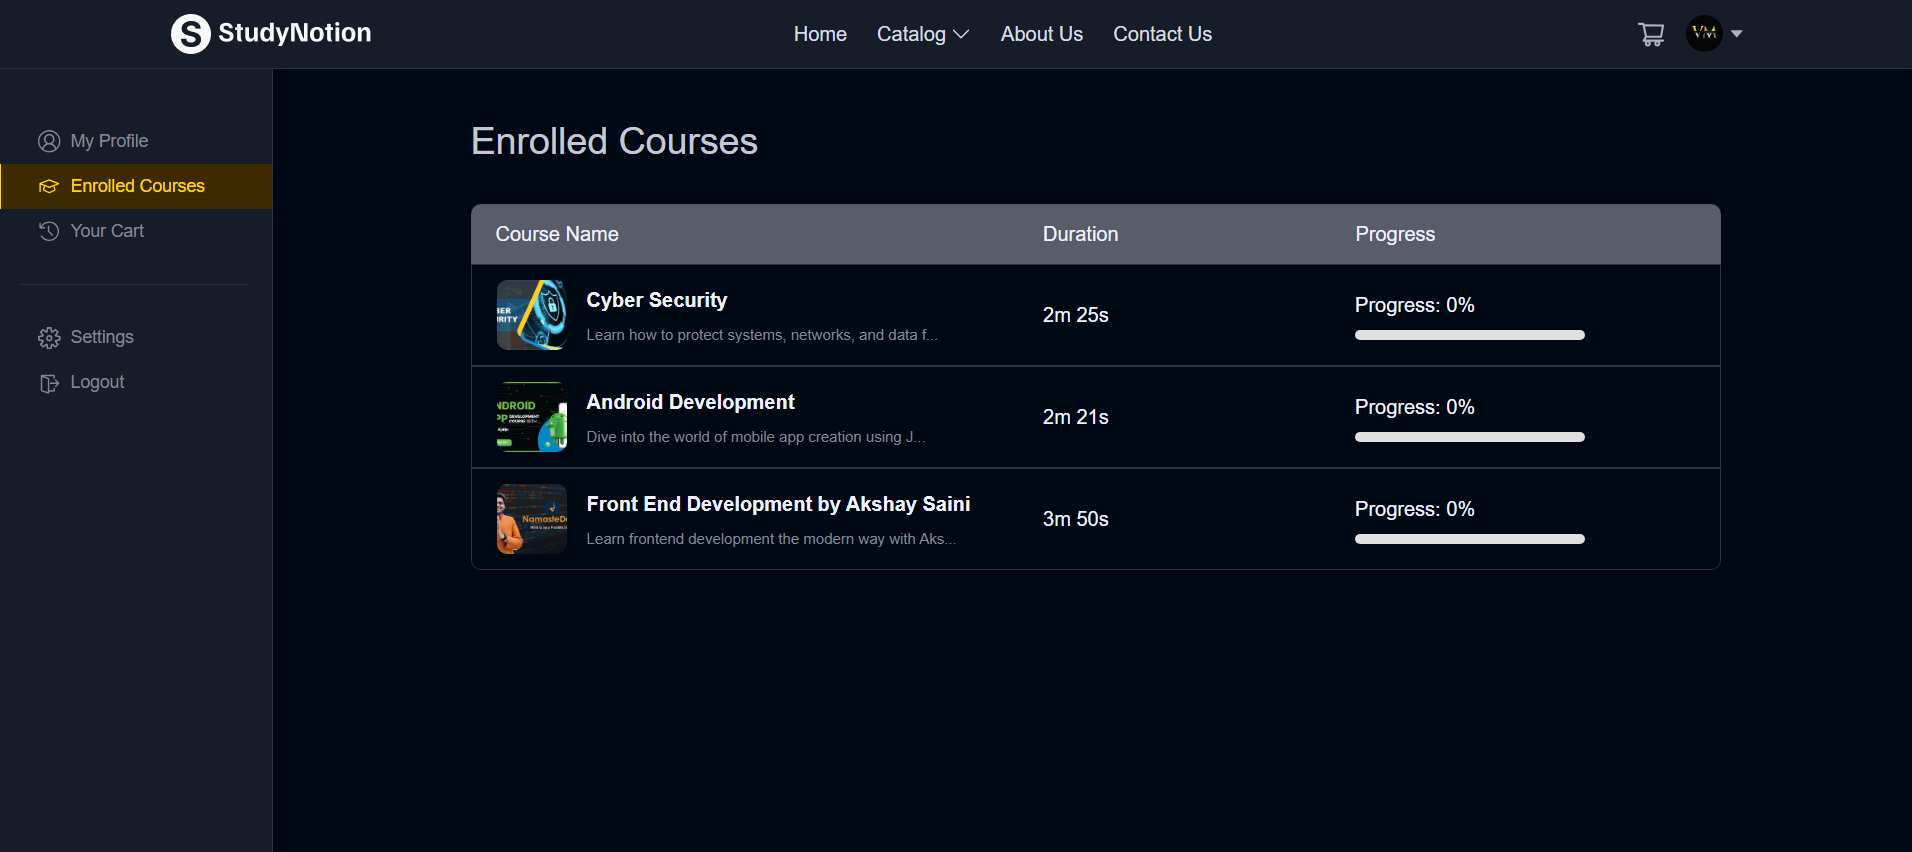 StudyNotion
Home Catalog About Us Contact Us
VM
My Profile
Enrolled Courses
Your Cart
Settings
Logout
Enrolled Courses
Course Name Duration Progress
Cyber Security
Learn how to protect systems, networks, and data f...
2m 25s
Progress: 0%
Android Development
Dive into the world of mobile app creation using J...
2m 21s
Progress: 0%
Front End Development by Akshay Saini
Learn frontend development the modern way with Aks...
3m 50s
Progress: 0%